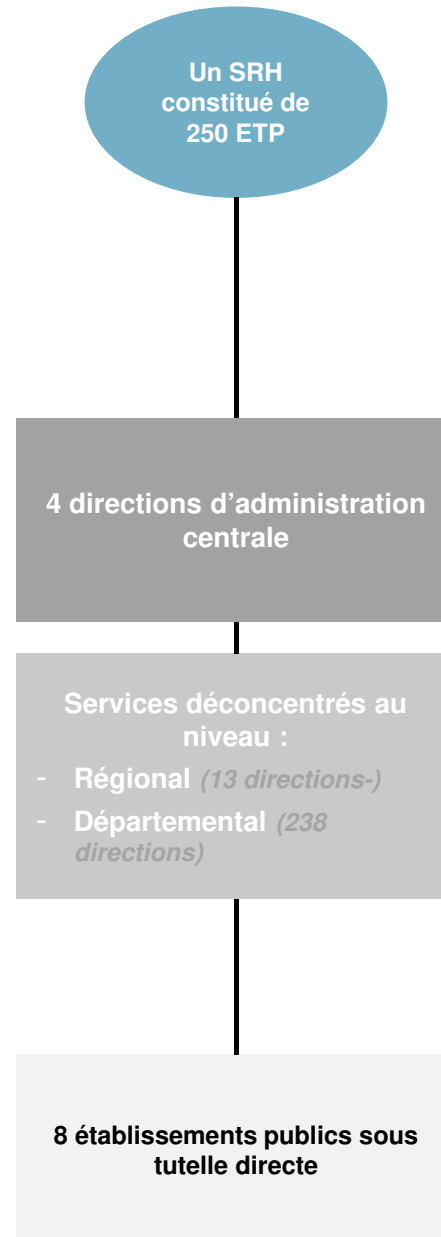 Un SRH
constitué de
250 ETP
4 directions d’administration
centrale
Services déconcentrés au
niveau :
- Régional (13 directions-)
- Départemental (238
directions)
8 établissements publics sous
tutelle directe